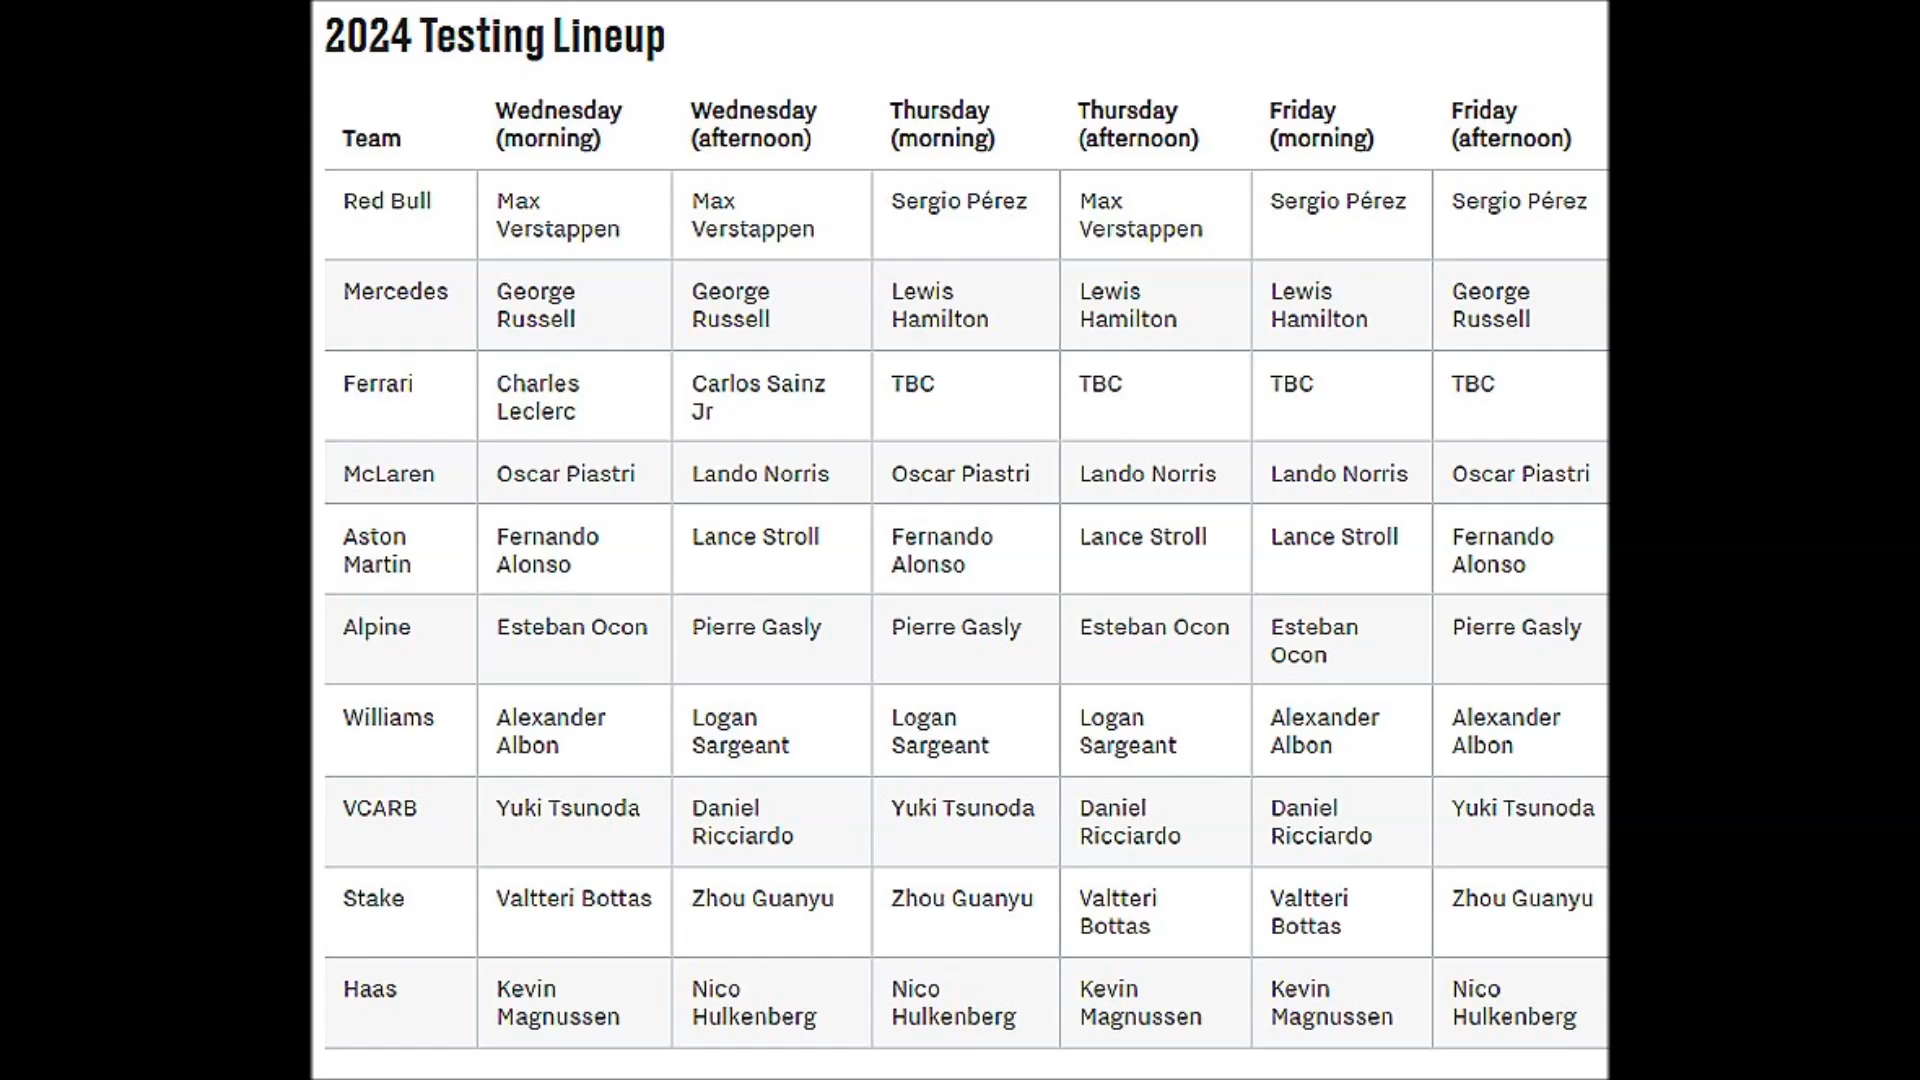 2024 Testing Lineup
Team
Wednesday
(morning)
Wednesday
(afternoon)
Thursday
(morning)
Thursday
(afternoon)
Friday
(morning)
Friday
(afternoon)
Red Bull
Max
Verstappen
Max
Verstappen
Sergio Pérez
Max
Verstappen
Sergio Pérez
Sergio Pérez
Mercedes
George
Russell
George
Russell
Lewis
Hamilton
Lewis
Hamilton
Lewis
Hamilton
George
Russell
Ferrari
Charles
Leclerc
Carlos Sainz
Jr
TBC
TBC
TBC
TBC
McLaren
Oscar Piastri
Lando Norris
Oscar Piastri
Lando Norris
Lando Norris
Oscar Piastri
Aston
Martin
Fernando
Alonso
Lance Stroll
Fernando
Alonso
Lance Stroll
Lance Stroll
Fernando
Alonso
Alpine
Esteban Ocon
Pierre Gasly
Pierre Gasly
Esteban Ocon
Esteban
Ocon
Pierre Gasly
Williams
Alexander
Albon
Logan
Sargeant
Logan
Sargeant
Logan
Sargeant
Alexander
Albon
Alexander
Albon
VCARB
Yuki Tsunoda
Daniel
Ricciardo
Yuki Tsunoda
Daniel
Ricciardo
Daniel
Ricciardo
Yuki Tsunoda
Stake
Valtteri Bottas
Zhou Guanyu
Zhou Guanyu
Valtteri
Bottas
Valtteri
Bottas
Zhou Guanyu
Haas
Kevin
Magnussen
Nico
Hulkenberg
Nico
Hulkenberg
Kevin
Magnussen
Kevin
Magnussen
Nico
Hulkenberg